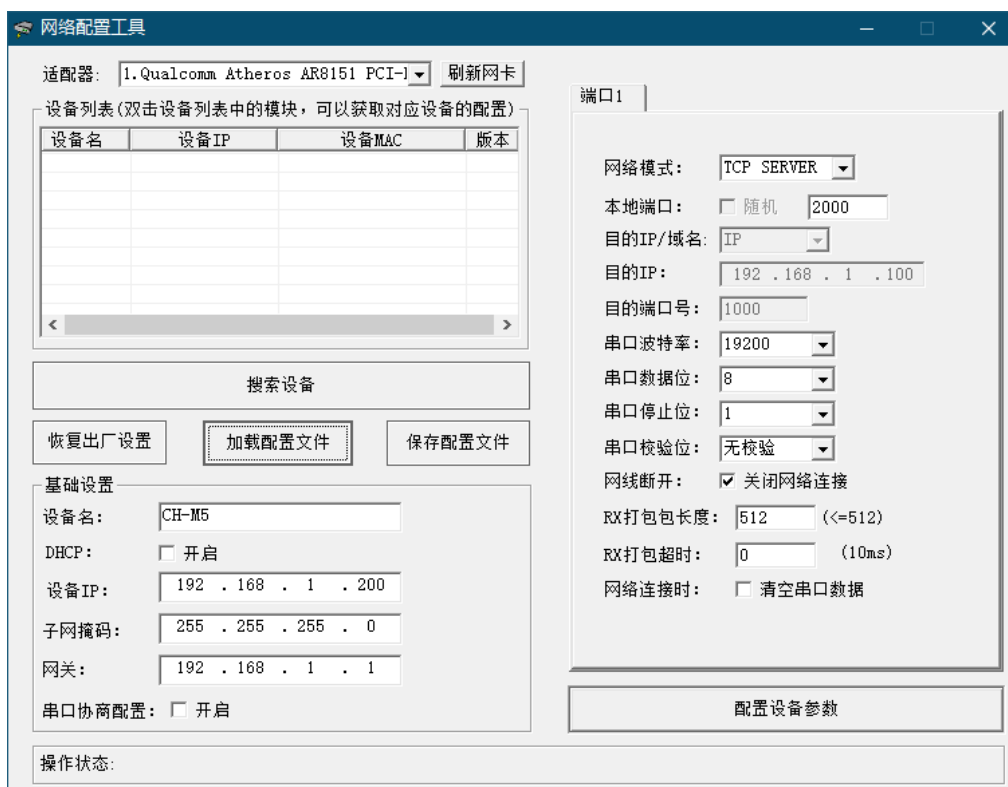 网络配置工具
适配器: 1.Qualcomm Atheros AR8151 PCI- 刷新网卡
设备列表(双击设备列表中的模块，可以获取对应设备的配置)
设备名 设备IP 设备MAC 版本
搜索设备
恢复出厂设置 加载配置文件 保存配置文件
基础设置
设备名: CH-M5
DHCP: 开启
设备IP: 192 . 168 . 1 . 200
子网掩码: 255 . 255 . 255 . 0
网关: 192 . 168 . 1 . 1
串口协商配置: 开启
端口1
网络模式: TCP SERVER
本地端口: 随机 2000
目的IP/域名: IP
目的IP: 192 . 168 . 1 . 100
目的端口号: 1000
串口波特率: 19200
串口数据位: 8
串口停止位: 1
串口校验位: 无校验
网线断开: 关闭网络连接
RX打包包长度: 512 (<=512)
RX打包超时: 0 (10ms)
网络连接时: 清空串口数据
配置设备参数
操作状态: